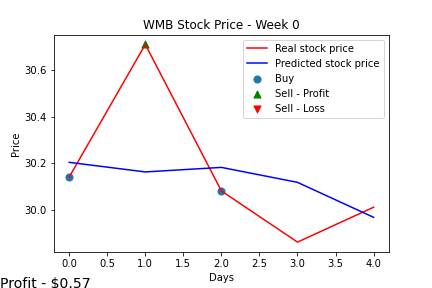 WMB Stock Price - Week 0
Real stock price
Predicted stock price
Buy
Sell - Profit
Sell - Loss
Price
30.6
30.4
30.2
30.0
0.0 0.5 1.0 1.5 2.0 2.5 3.0 3.5 4.0
Days
Profit - $0.57